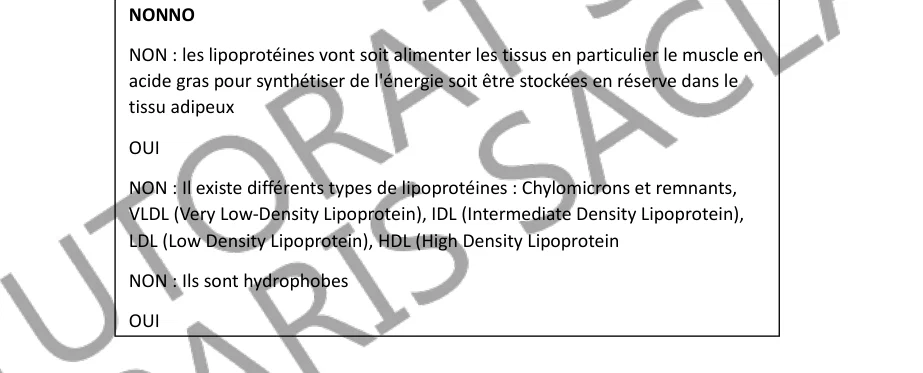 NONNO
NON : les lipoprotéines vont soit alimenter les tissus en particulier le muscle en
acide gras pour synthétiser de l'énergie soit être stockées en réserve dans le
tissu adipeux
OUI
NON : Il existe différents types de lipoprotéines : Chylomicrons et remnants,
VLDL (Very Low-Density Lipoprotein), IDL (Intermediate Density Lipoprotein),
LDL (Low Density Lipoprotein), HDL (High Density Lipoprotein
NON : Ils sont hydrophobes
OUI
UTORAT
PARIS SACLA